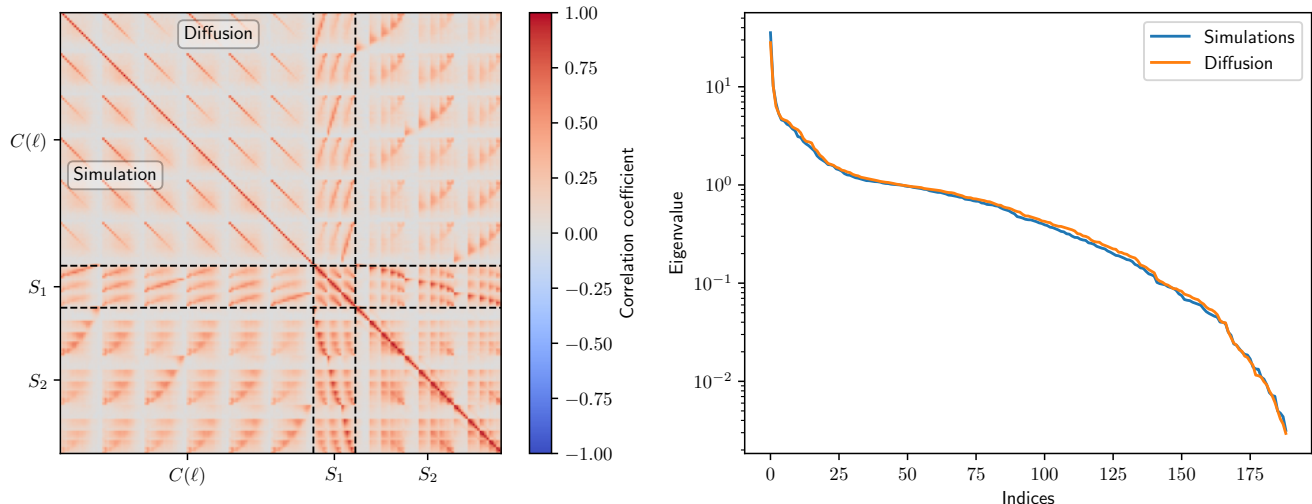 Diffusion
Simulation
C(ℓ)
S₁
S₂
C(ℓ)
S₁
S₂
1.00
0.75
0.50
0.25
0.00
−0.25
−0.50
−0.75
−1.00
Correlation coefficient
Simulations
Diffusion
10¹
10⁰
10⁻¹
10⁻²
Eigenvalue
0
25
50
75
100
125
150
175
Indices